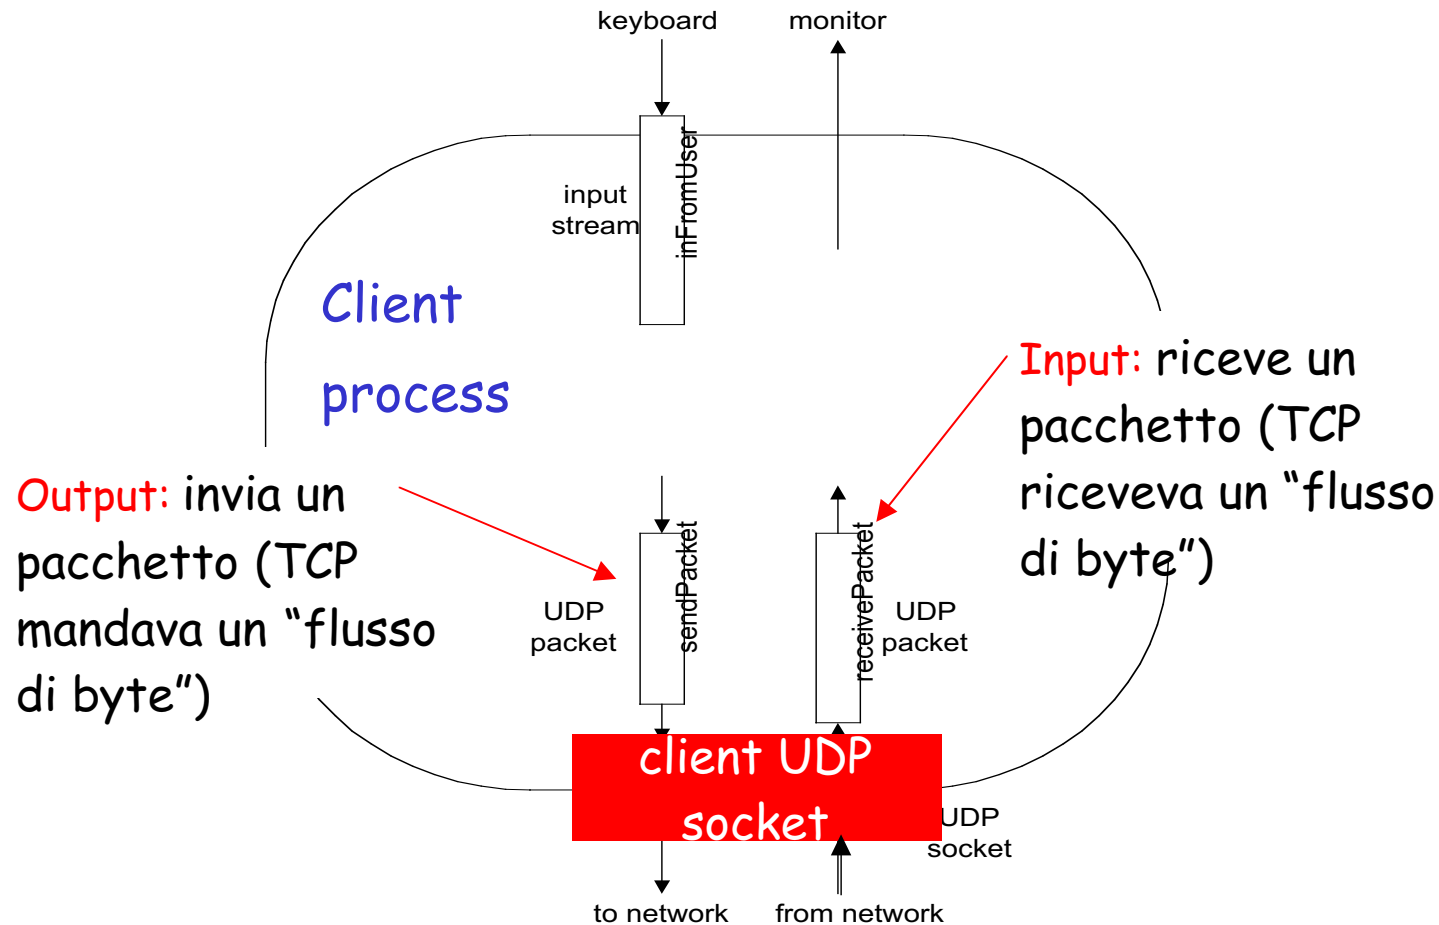 keyboard
monitor
inFromUser
input
stream
Client
process
Input: riceve un
pacchetto (TCP
riceveva un “flusso
di byte”)
Output: invia un
pacchetto (TCP
mandava un “flusso
di byte”)
UDP
packet
sendPacket
receivePacket
UDP
packet
client UDP
socket
UDP
socket
to network
from network